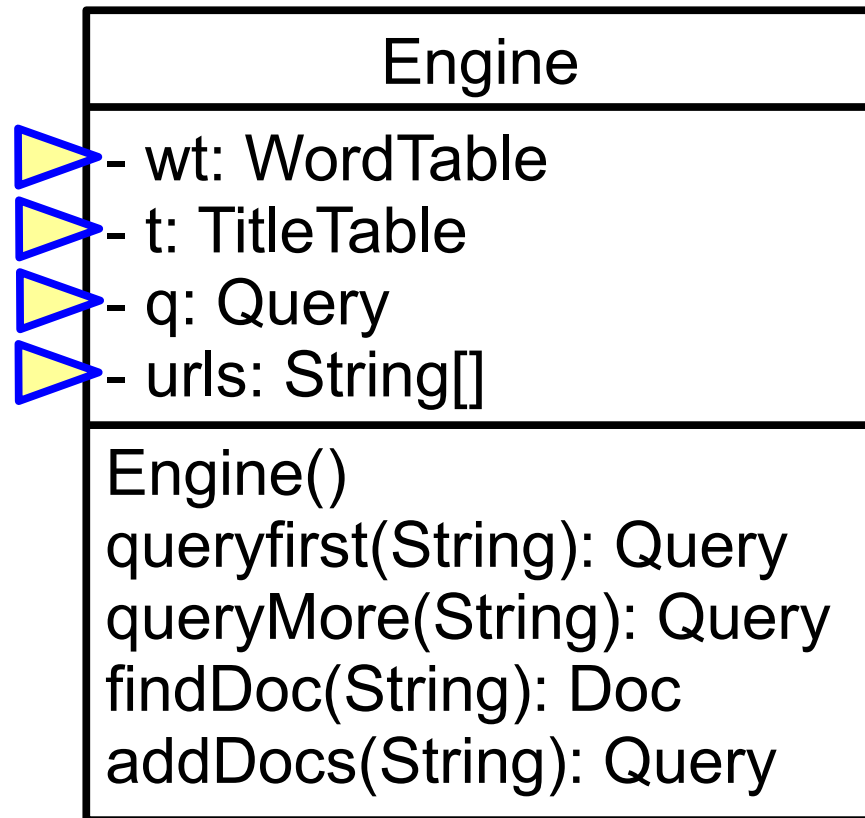 Engine
- wt: WordTable
- t: TitleTable
- q: Query
- urls: String[]
Engine()
queryfirst(String): Query
queryMore(String): Query
findDoc(String): Doc
addDocs(String): Query